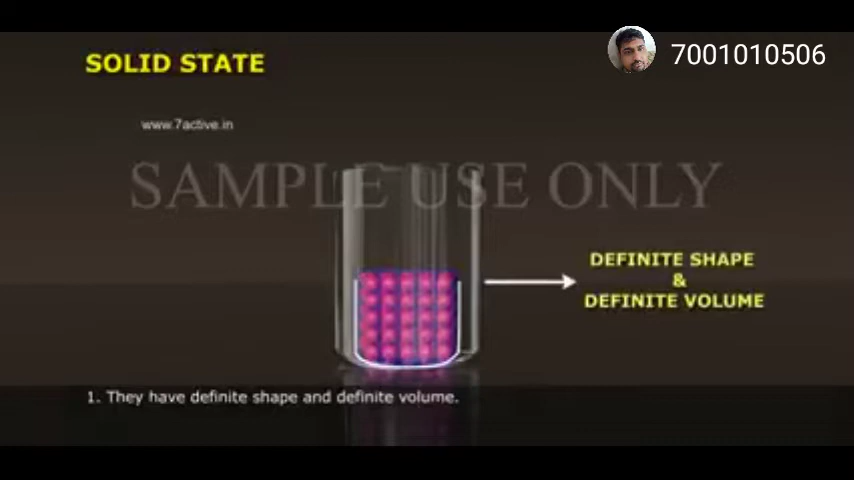 SOLID STATE
7001010506
www.7active.in
SAMPLE USE ONLY
DEFINITE SHAPE
&
DEFINITE VOLUME
1. They have definite shape and definite volume.